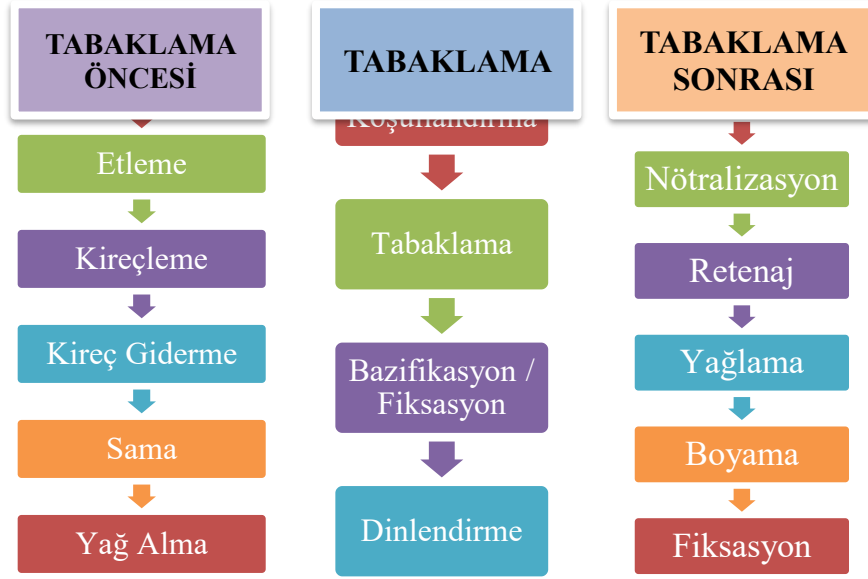 TABAKLAMA
ÖNCESİ
Etleme
Kireçleme
Kireç Giderme
Sama
Yağ Alma
TABAKLAMA
Koşullandırma
Tabaklama
Bazifikasyon /
Fiksasyon
Dinlendirme
TABAKLAMA
SONRASI
Nötralizasyon
Retenaj
Yağlama
Boyama
Fiksasyon